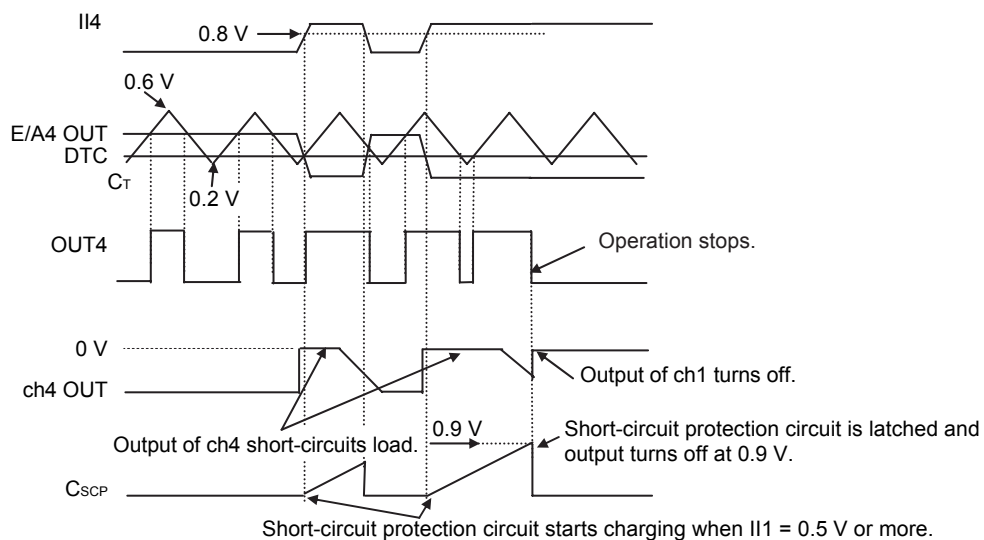 II4
0.8 V
0.6 V
E/A4 OUT
DTC
CT
0.2 V
OUT4
Operation stops.
0 V
Output of ch1 turns off.
ch4 OUT
Output of ch4 short-circuits load.
0.9 V
Short-circuit protection circuit is latched and
output turns off at 0.9 V.
CSCP
Short-circuit protection circuit starts charging when II1 = 0.5 V or more.